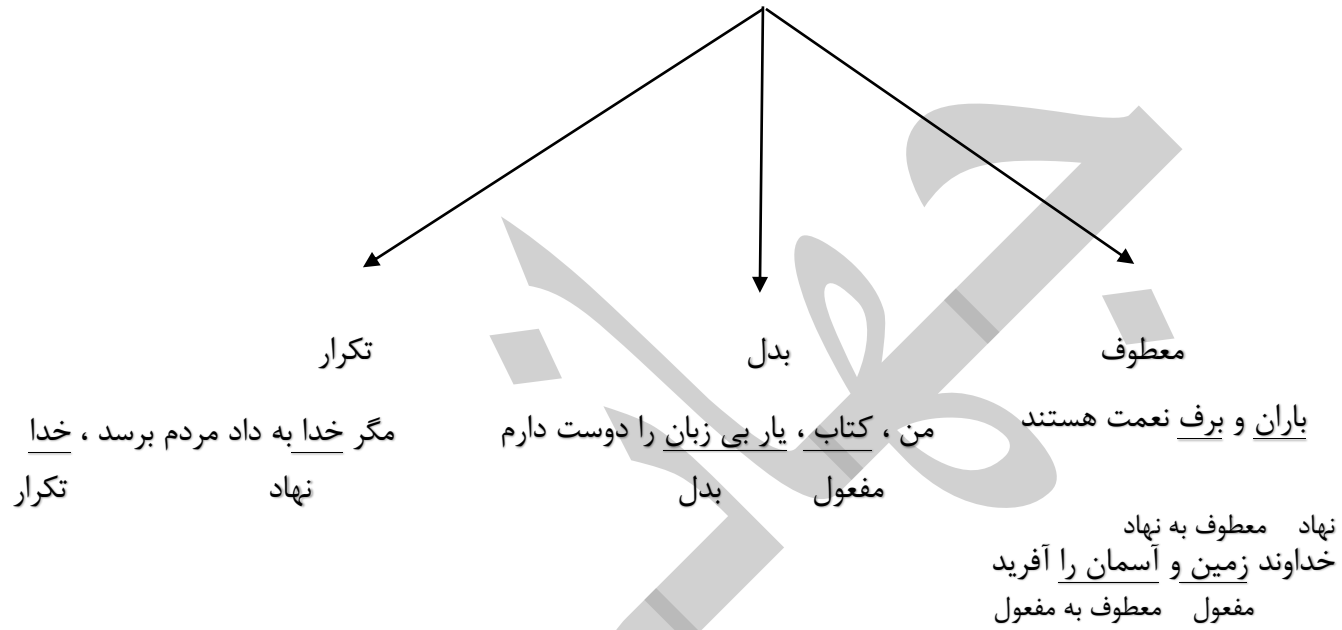 معطوف
بدل
تکرار
باران و برف نعمت هستند
نهاد معطوف به نهاد
خداوند زمین و آسمان را آفرید
مفعول معطوف به مفعول
من ، کتاب ، یار بی زبان را دوست دارم
مفعول بدل
مگر خدا به داد مردم برسد ، خدا
نهاد تکرار